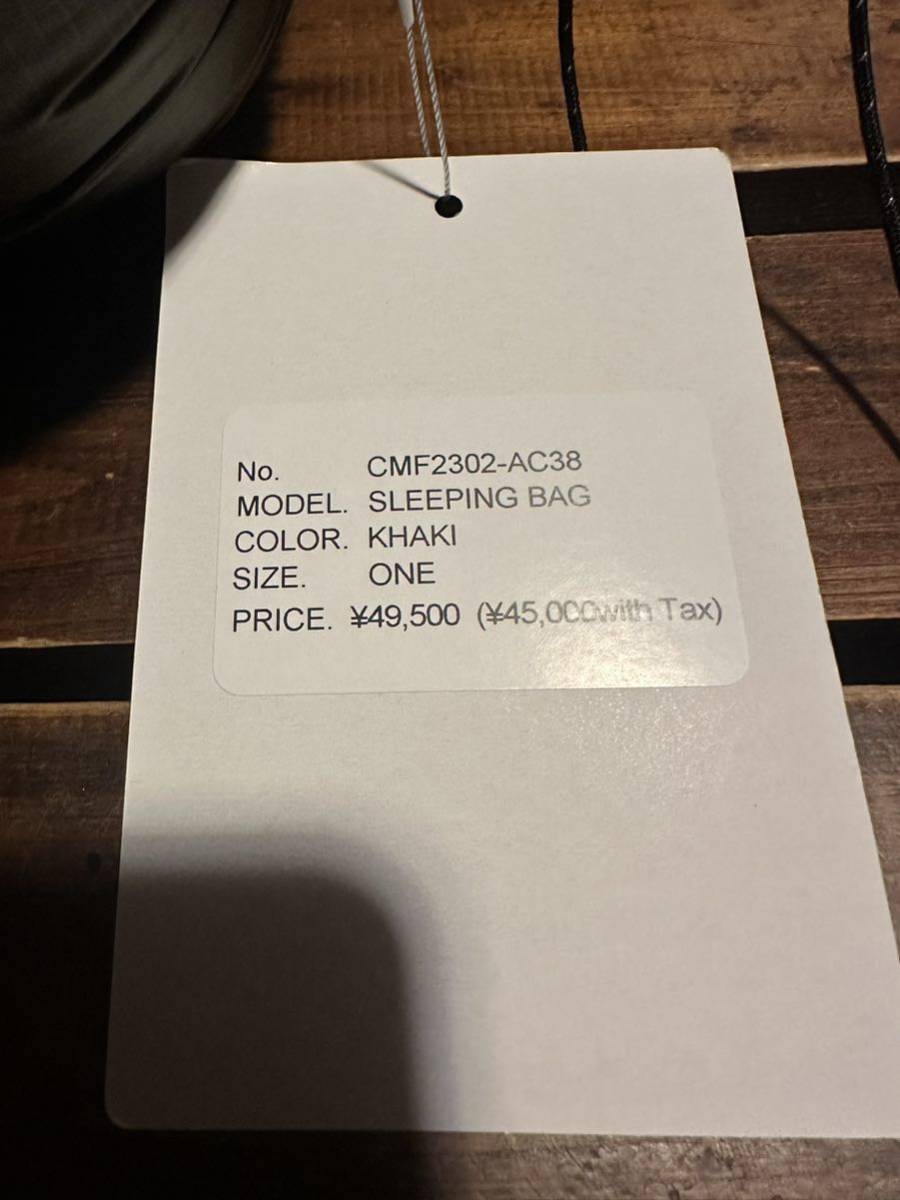 No. CMF2302-AC38
MODEL. SLEEPING BAG
COLOR. KHAKI
SIZE. ONE
PRICE. ¥49,500 (¥45,000with Tax)